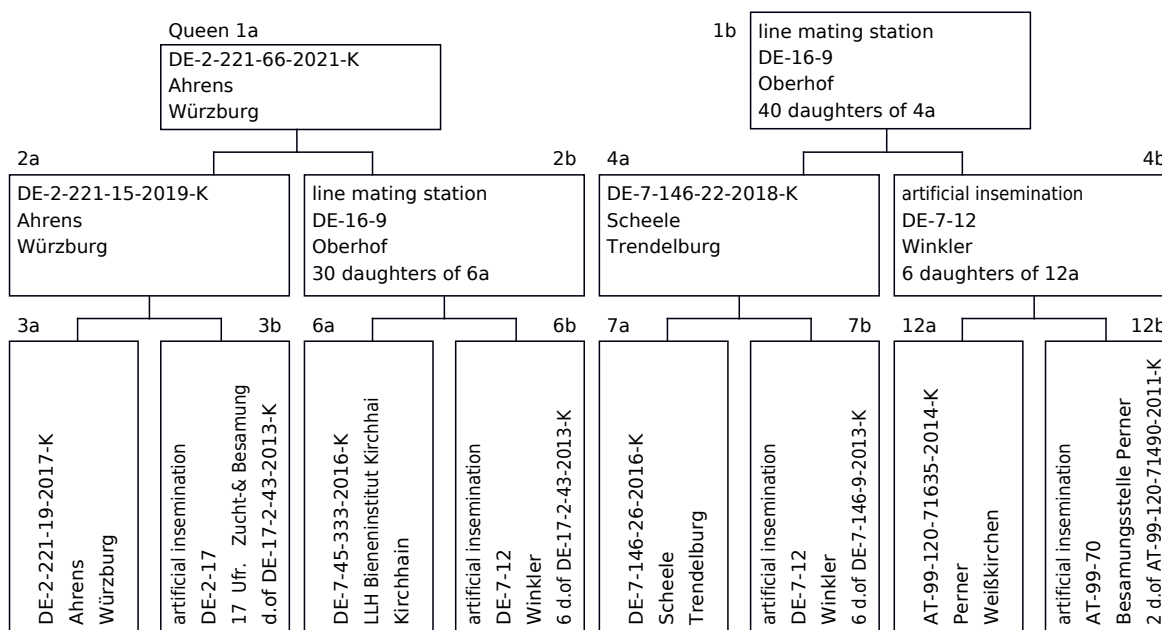 Queen 1a
DE-2-221-66-2021-K
Ahrens
Würzburg
1b
line mating station
DE-16-9
Oberhof
40 daughters of 4a
2a
DE-2-221-15-2019-K
Ahrens
Würzburg
2b
line mating station
DE-16-9
Oberhof
30 daughters of 6a
4a
DE-7-146-22-2018-K
Scheele
Trendelburg
4b
artificial insemination
DE-7-12
Winkler
6 daughters of 12a
3a
DE-2-221-19-2017-K
Ahrens
Würzburg
3b
artificial insemination
DE-2-17
17 Ufr. Zucht-& Besamung
d.of DE-17-2-43-2013-K
6a
DE-7-45-333-2016-K
LLH Bieneninstitut Kirchhai
Kirchhain
6b
artificial insemination
DE-7-12
Winkler
6 d.of DE-17-2-43-2013-K
7a
DE-7-146-26-2016-K
Scheele
Trendelburg
7b
artificial insemination
DE-7-12
Winkler
6 d.of DE-7-146-9-2013-K
12a
AT-99-120-71635-2014-K
Perner
Weißkirchen
12b
artificial insemination
AT-99-70
Besamungsstelle Perner
2 d.of AT-99-120-71490-2011-K